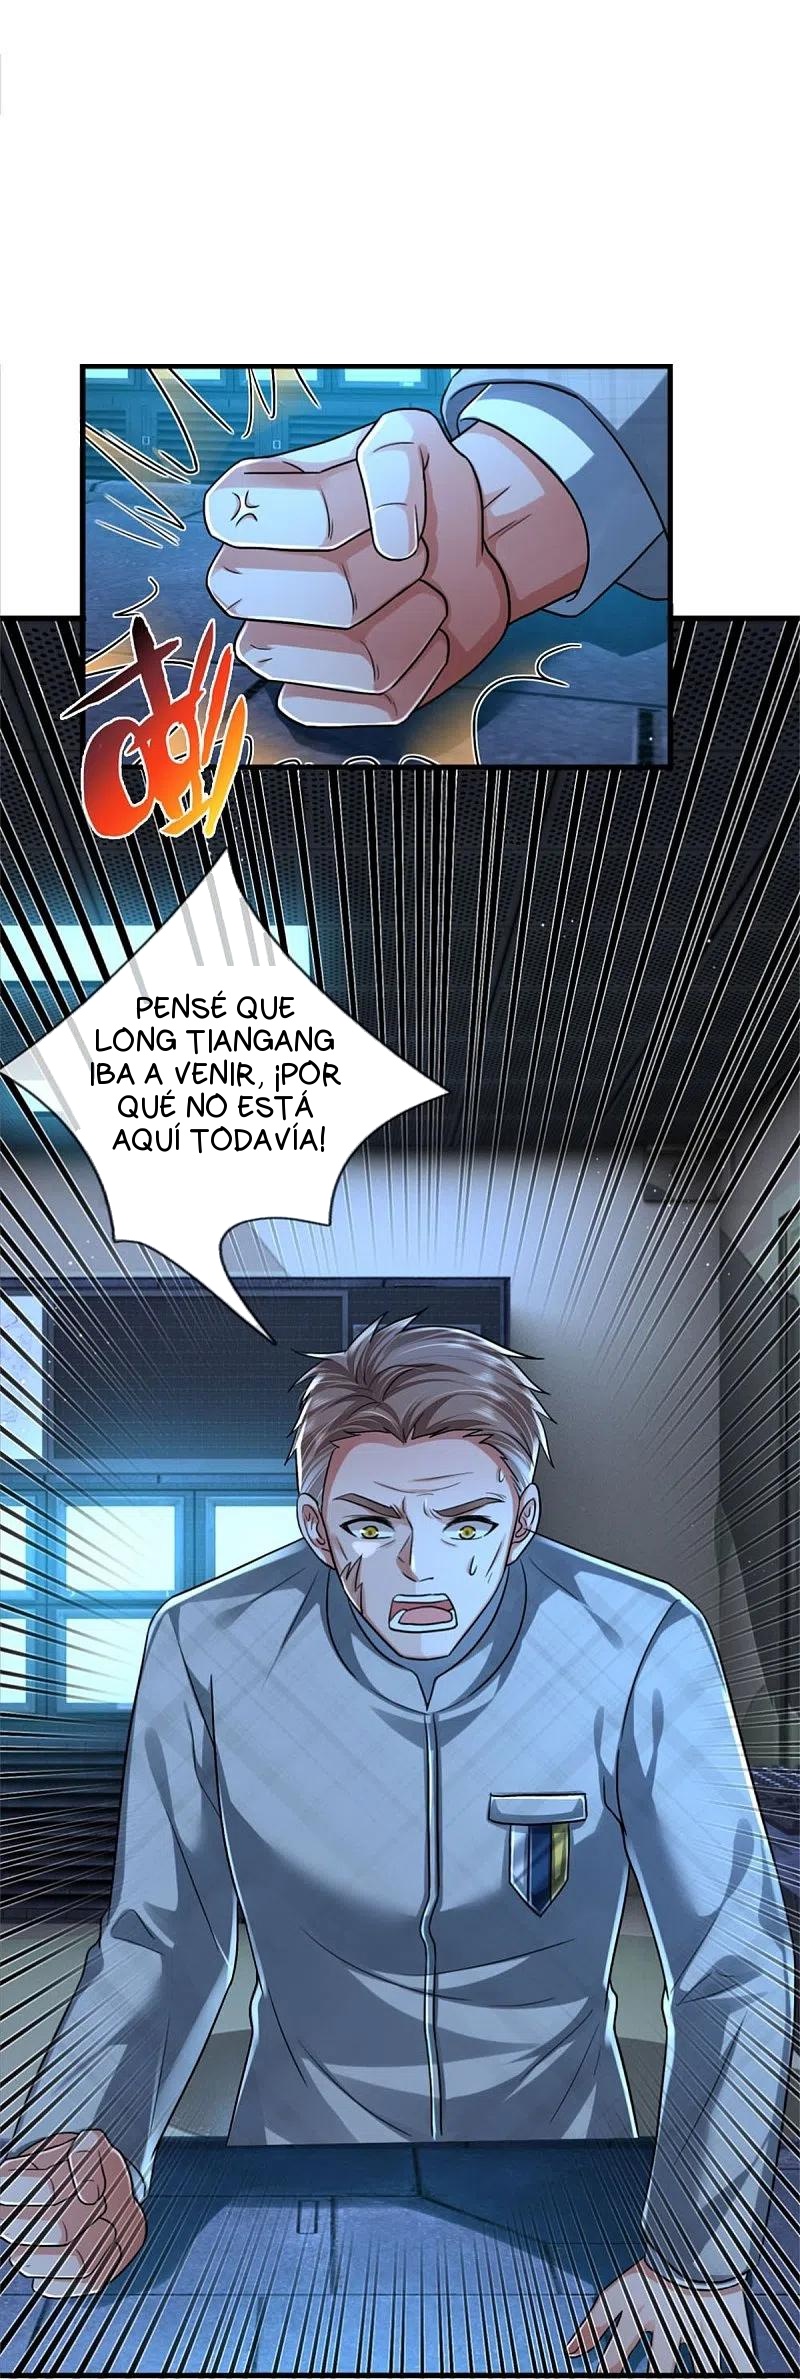 PENSÉ QUE
LONG TIANGANG
IBA A VENIR, ¡POR
QUÉ NO ESTÁ
AQUÍ TODAVÍA!